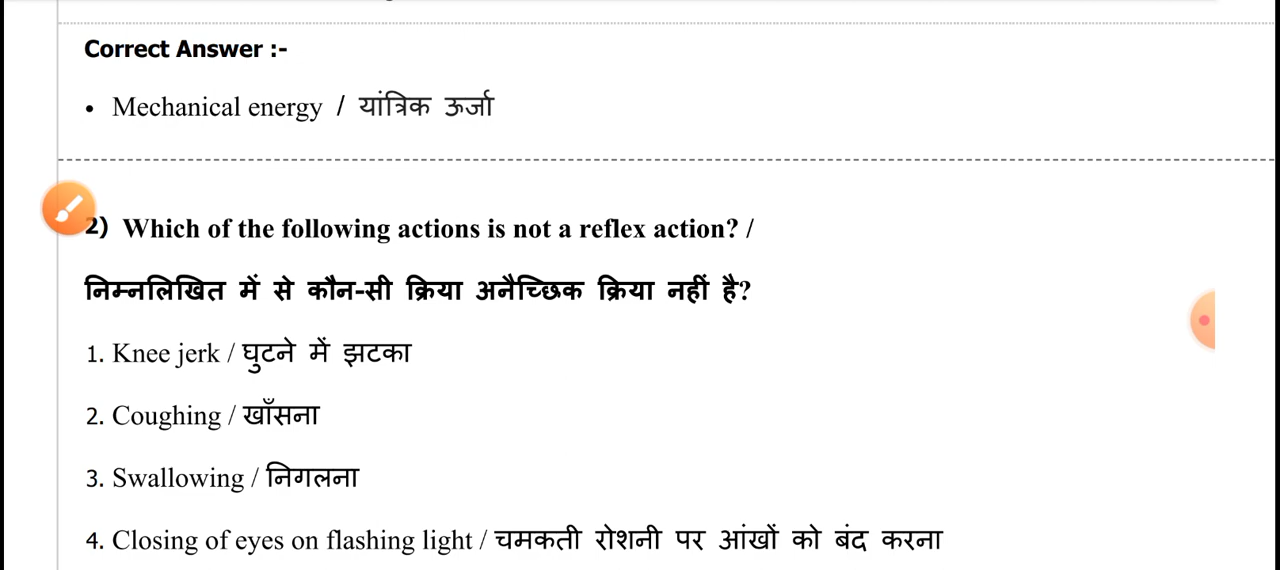 Correct Answer :-
• Mechanical energy / यांत्रिक ऊर्जा
2) Which of the following actions is not a reflex action? /
निम्नलिखित में से कौन-सी क्रिया अनैच्छिक क्रिया नहीं है?
1. Knee jerk / घुटने में झटका
2. Coughing / खाँसना
3. Swallowing / निगलना
4. Closing of eyes on flashing light / चमकती रोशनी पर आंखों को बंद करना